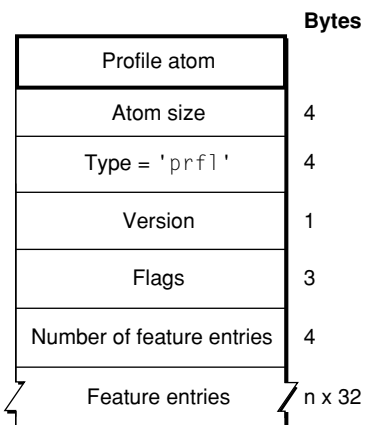 Bytes
Profile atom
Atom size 4
Type = 'prfl' 4
Version 1
Flags 3
Number of feature entries 4
Feature entries n x 32